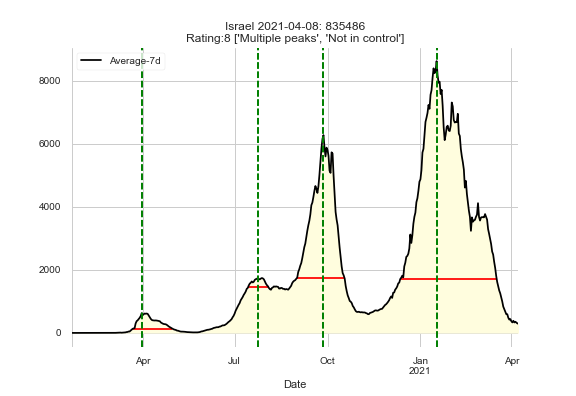 Israel 2021-04-08: 835486
Rating:8 ['Multiple peaks', 'Not in control']
Average-7d
8000
6000
4000
2000
0
Apr Jul Oct Jan Apr
2021
Date